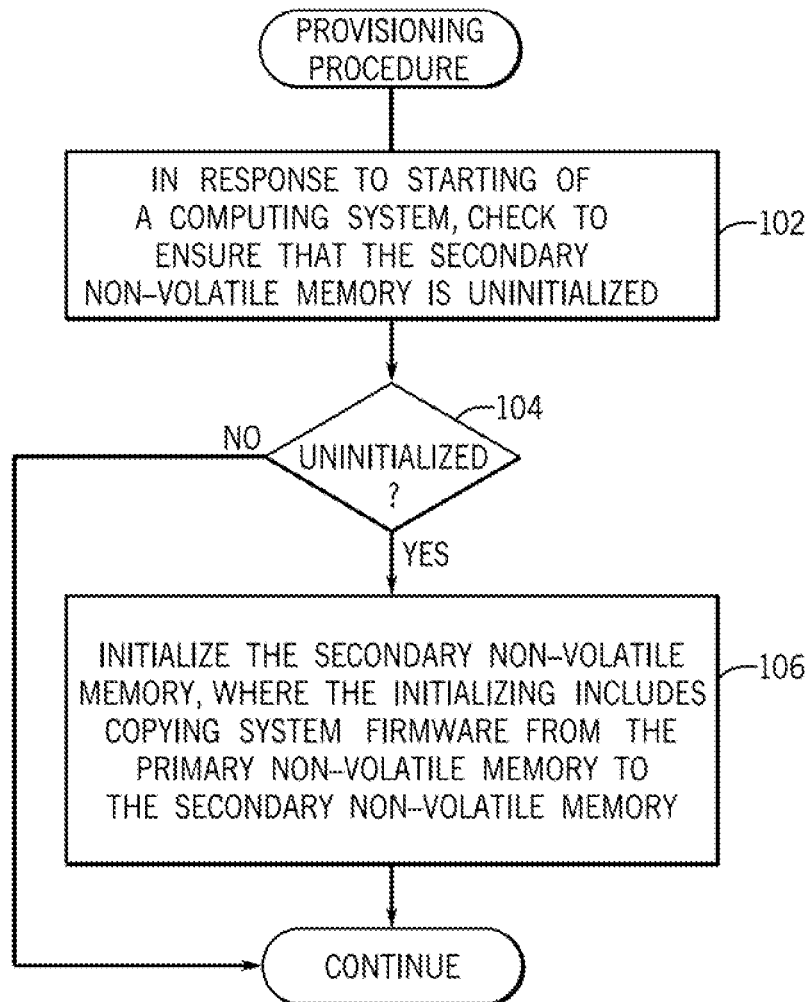 PROVISIONING
PROCEDURE
IN RESPONSE TO STARTING OF
A COMPUTING SYSTEM, CHECK TO
ENSURE THAT THE SECONDARY
NON–VOLATILE MEMORY IS UNINITIALIZED
102
104
NO
UNINITIALIZED
?
YES
INITIALIZE THE SECONDARY NON–VOLATILE
MEMORY, WHERE THE INITIALIZING INCLUDES
COPYING SYSTEM FIRMWARE FROM THE
PRIMARY NON–VOLATILE MEMORY TO
THE SECONDARY NON–VOLATILE MEMORY
106
CONTINUE